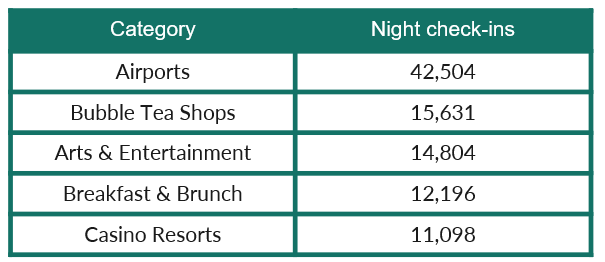 Category Night check-ins
Airports 42,504
Bubble Tea Shops 15,631
Arts & Entertainment 14,804
Breakfast & Brunch 12,196
Casino Resorts 11,098